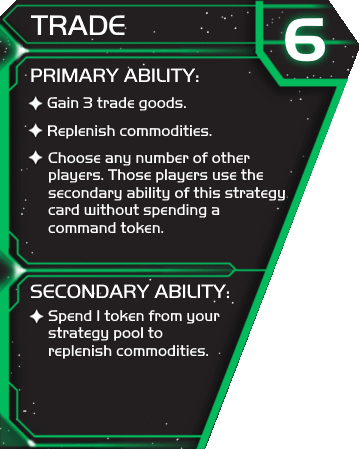 TRADE
6
PRIMARY ABILITY:
Gain 3 trade goods.
Replenish commodities.
Choose any number of other
players. Those players use the
secondary ability of this strategy
card without spending a
command token.
SECONDARY ABILITY:
Spend 1 token from your
strategy pool to
replenish commodities.